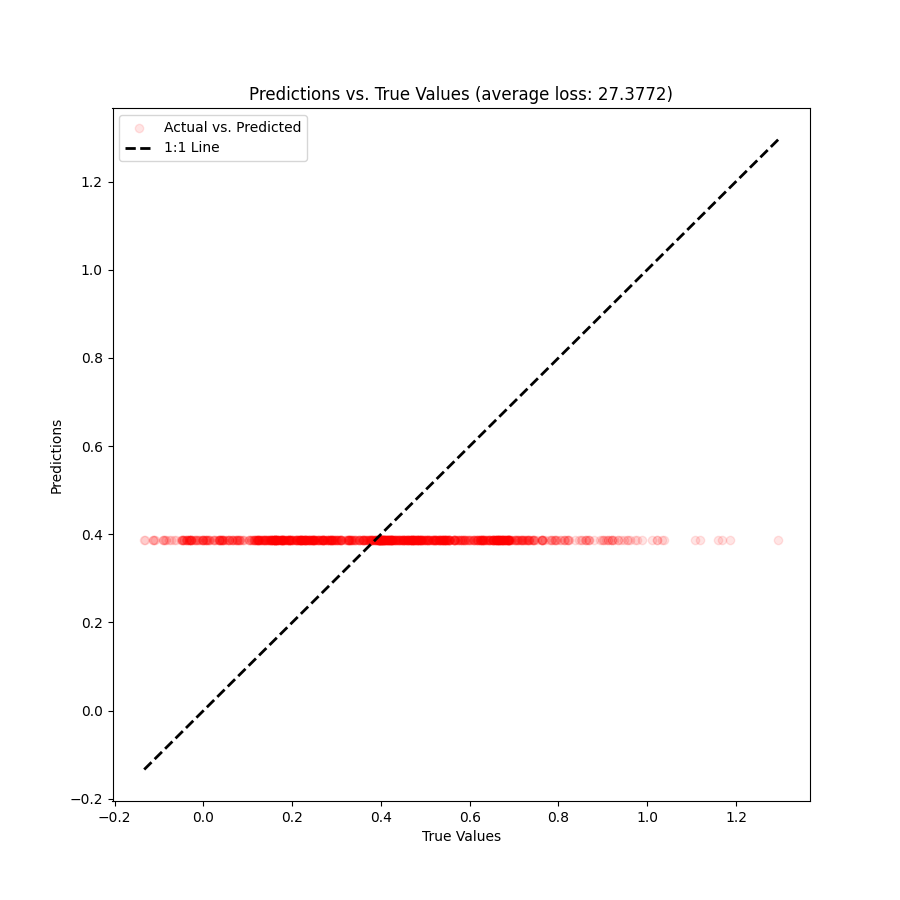 Predictions vs. True Values (average loss: 27.3772)
Actual vs. Predicted
1:1 Line
1.2
1.0
0.8
0.6
0.4
0.2
0.0
−0.2
Predictions
−0.2 0.0 0.2 0.4 0.6 0.8 1.0 1.2
True Values